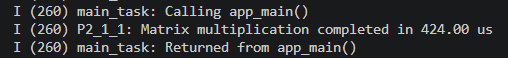 I (260) main_task: Calling app_main()
I (260) P2_1_1: Matrix multiplication completed in 424.00 us
I (260) main_task: Returned from app_main()